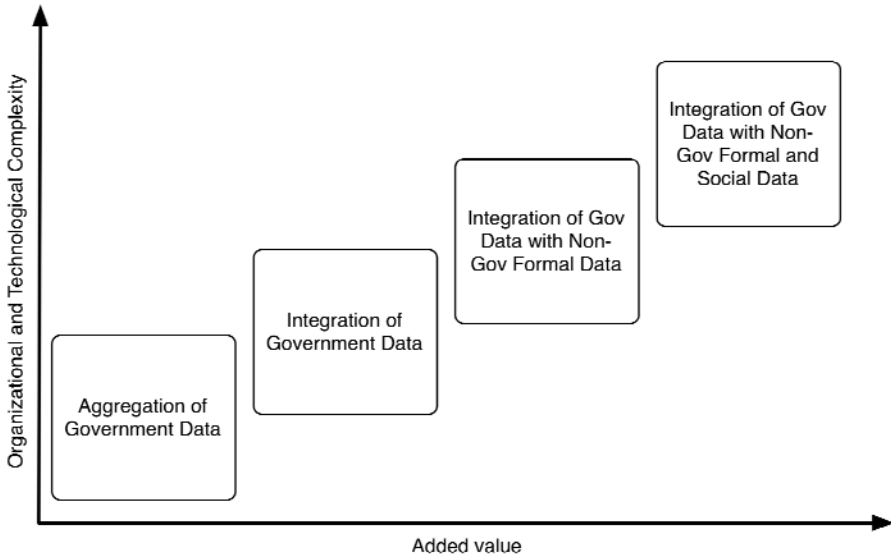 Organizational and Technological Complexity
Integration of Gov
Data with Non-
Gov Formal and
Social Data
Integration of Gov
Data with Non-
Gov Formal Data
Integration of
Government Data
Aggregation of
Government Data
Added value